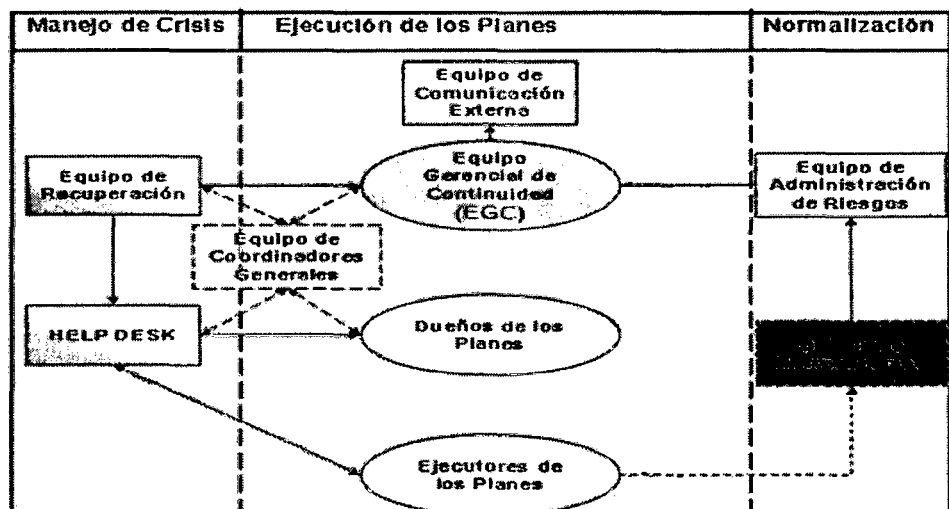 Manejo de Crisis
Ejecución de los Planes
Normalización
Equipo de
Comunicación
Externa
Equipo de
Recuperación
Equipo
Gerencial de
Continuidad
(EGC)
Equipo de
Administración
de Riesgos
Equipo de
Coordinadores
Generales
HELP DESK
Dueños de los
Planes
Ejecutores de
los Planes